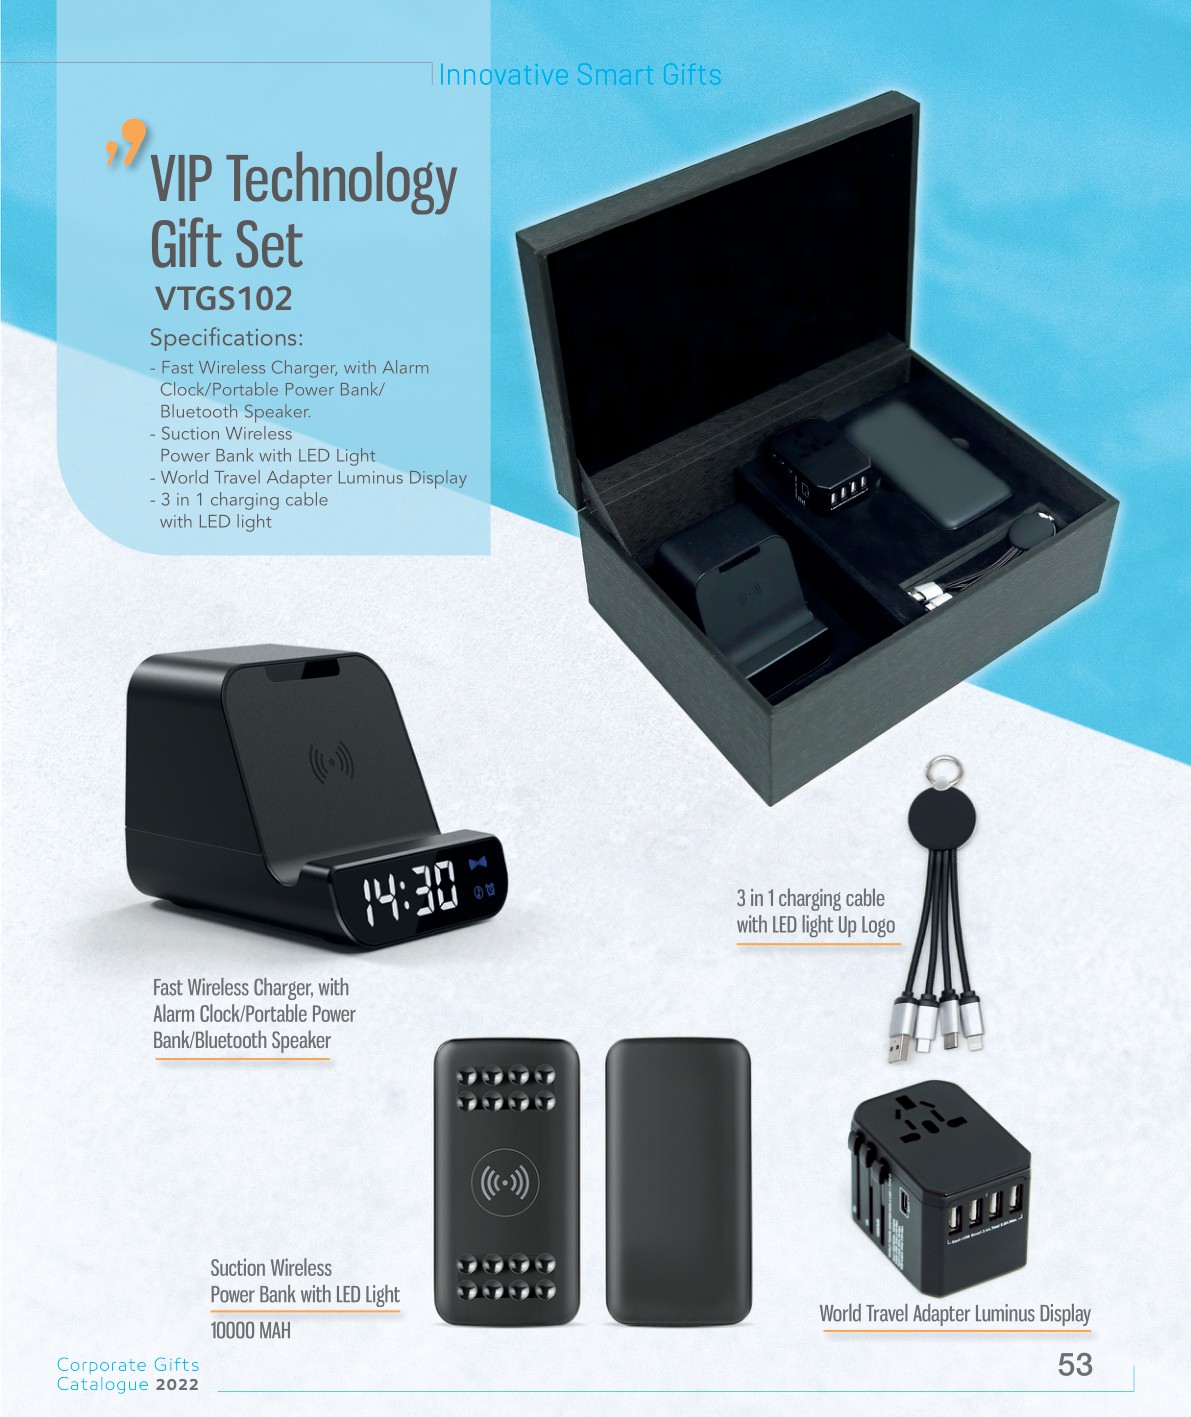 Innovative Smart Gifts
VIP Technology
Gift Set
VTGS102
Specifications:
- Fast Wireless Charger, with Alarm
Clock/Portable Power Bank/
Bluetooth Speaker.
- Suction Wireless
Power Bank with LED Light
- World Travel Adapter Luminus Display
- 3 in 1 charging cable
with LED light
14:30
3 in 1 charging cable
with LED light Up Logo
Fast Wireless Charger, with
Alarm Clock/Portable Power
Bank/Bluetooth Speaker
Suction Wireless
Power Bank with LED Light
10000 MAH
World Travel Adapter Luminus Display
Corporate Gifts
Catalogue 2022
53